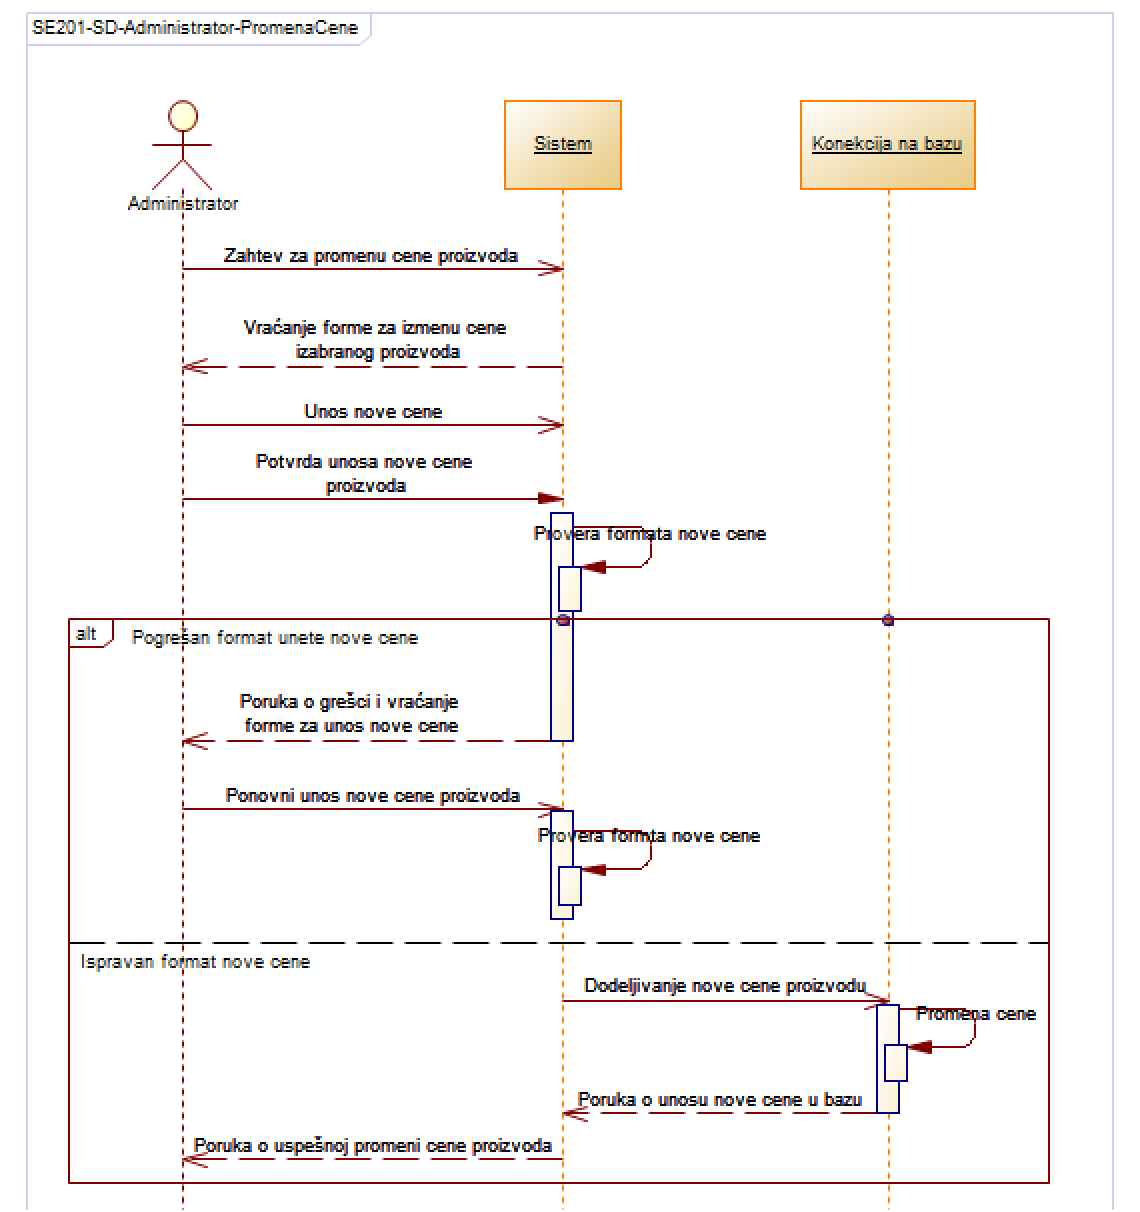 SE201-SD-Administrator-PromenaCene
Sistem
Konekcija na bazu
Administrator
Zahtev za promenu cene proizvoda
Vraćanje forme za izmenu cene
izabranog proizvoda
Unos nove cene
Potvrda unosa nove cene
proizvoda
Provera formata nove cene
alt
Pogrešan format unete nove cene
Poruka o grešci i vraćanje
forme za unos nove cene
Ponovni unos nove cene proizvoda
Provera formta nove cene
Ispravan format nove cene
Dodeljivanje nove cene proizvodu
Promena cene
Poruka o unosu nove cene u bazu
Poruka o uspešnoj promeni cene proizvoda